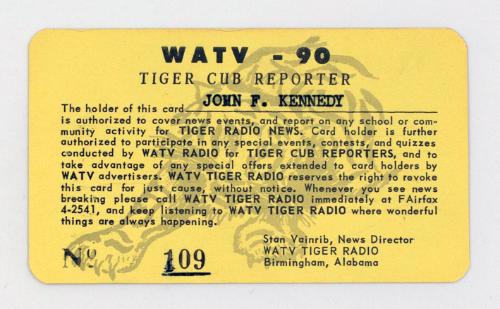 WATV - 90
TIGER CUB REPORTER
The holder of this card JOHN F. KENNEDY
is authorized to cover news events, and report on any school or com-
munity activity for TIGER RADIO NEWS. Card holder is further
authorized to participate in any special events, contests, and quizzes
conducted by WATV RADIO for TIGER CUB REPORTERS, and
to take advantage of any special offers extended to card holders by
WATV advertisers. WATV TIGER RADIO reserves the right to revoke
this card for just cause, without notice. Whenever you see news
breaking please call WATV TIGER RADIO immediately at FAirfax
4-2541, and keep listening to WATV TIGER RADIO where wonderful
things are always happening.
Stan Vainrib, News Director
WATV TIGER RADIO
Birmingham, Alabama
No 109